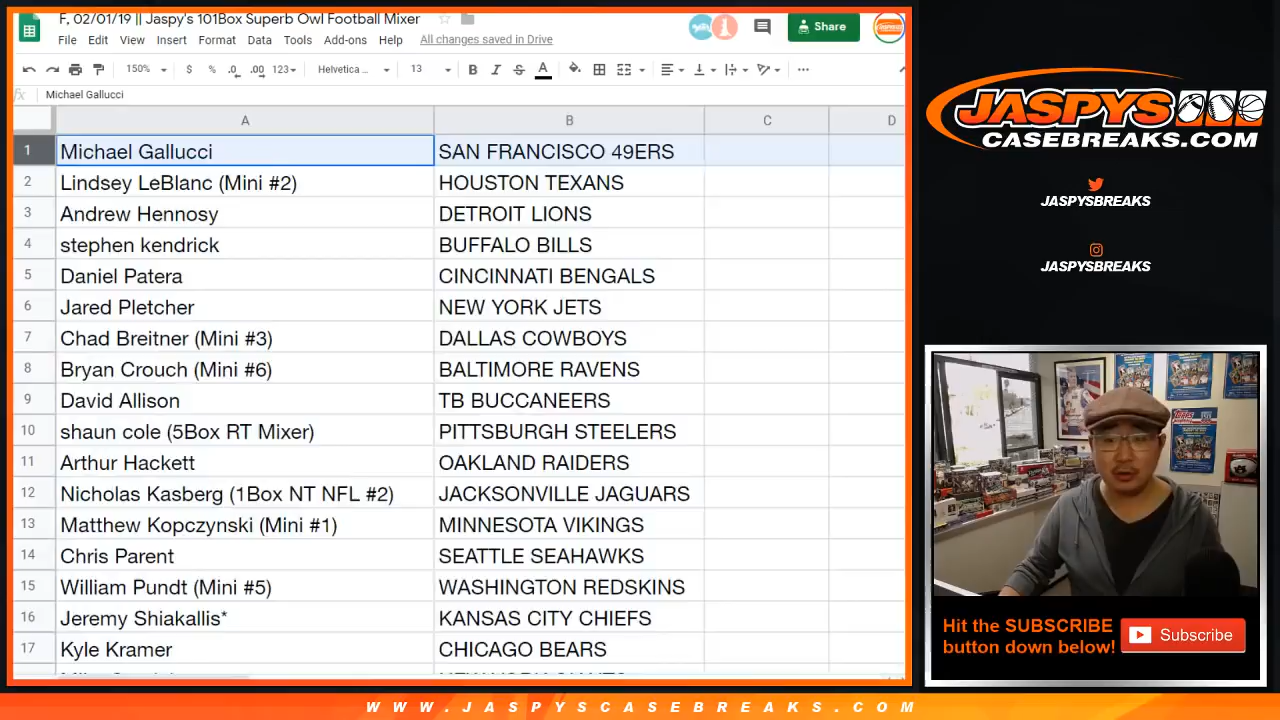 F, 02/01/19 || Jaspy's 101Box Superb Owl Football Mixer
File Edit View Insert Format Data Tools Add-ons Help All changes saved in Drive
Share
150% $ % .0 .00 123 Helvetica ... 13 B I S A
fx Michael Gallucci
A B C D
1 Michael Gallucci SAN FRANCISCO 49ERS
2 Lindsey LeBlanc (Mini #2) HOUSTON TEXANS
3 Andrew Hennosy DETROIT LIONS
4 stephen kendrick BUFFALO BILLS
5 Daniel Patera CINCINNATI BENGALS
6 Jared Pletcher NEW YORK JETS
7 Chad Breitner (Mini #3) DALLAS COWBOYS
8 Bryan Crouch (Mini #6) BALTIMORE RAVENS
9 David Allison TB BUCCANEERS
10 shaun cole (5Box RT Mixer) PITTSBURGH STEELERS
11 Arthur Hackett OAKLAND RAIDERS
12 Nicholas Kasberg (1Box NT NFL #2) JACKSONVILLE JAGUARS
13 Matthew Kopczynski (Mini #1) MINNESOTA VIKINGS
14 Chris Parent SEATTLE SEAHAWKS
15 William Pundt (Mini #5) WASHINGTON REDSKINS
16 Jeremy Shiakallis* KANSAS CITY CHIEFS
17 Kyle Kramer CHICAGO BEARS
JASPYS
CASEBREAKS.COM
JASPYSBREAKS
JASPYSBREAKS
Hit the SUBSCRIBE
button down below!
Subscribe
WWW.JASPYSCASEBREAKS.COM